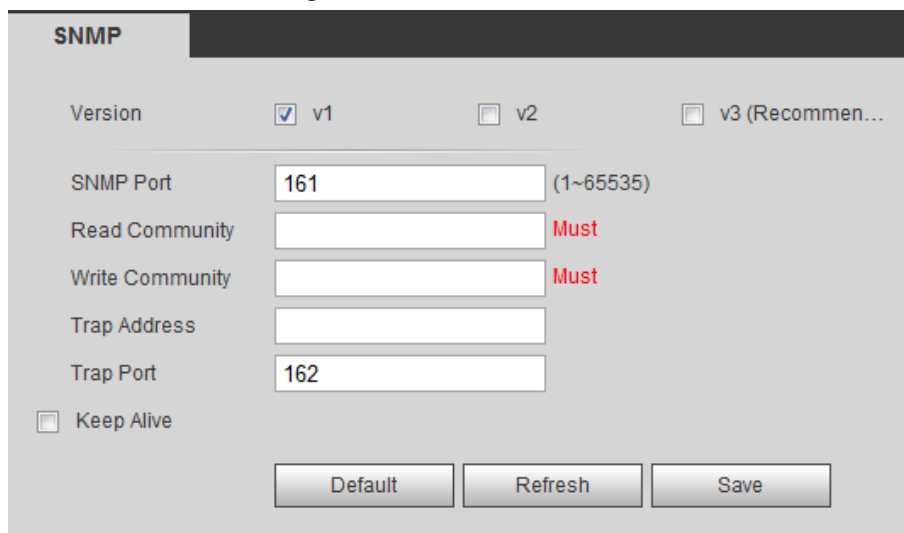 SNMP
Version v1 v2 v3 (Recommen...
SNMP Port 161 (1~65535)
Read Community Must
Write Community Must
Trap Address
Trap Port 162
Keep Alive
Default Refresh Save